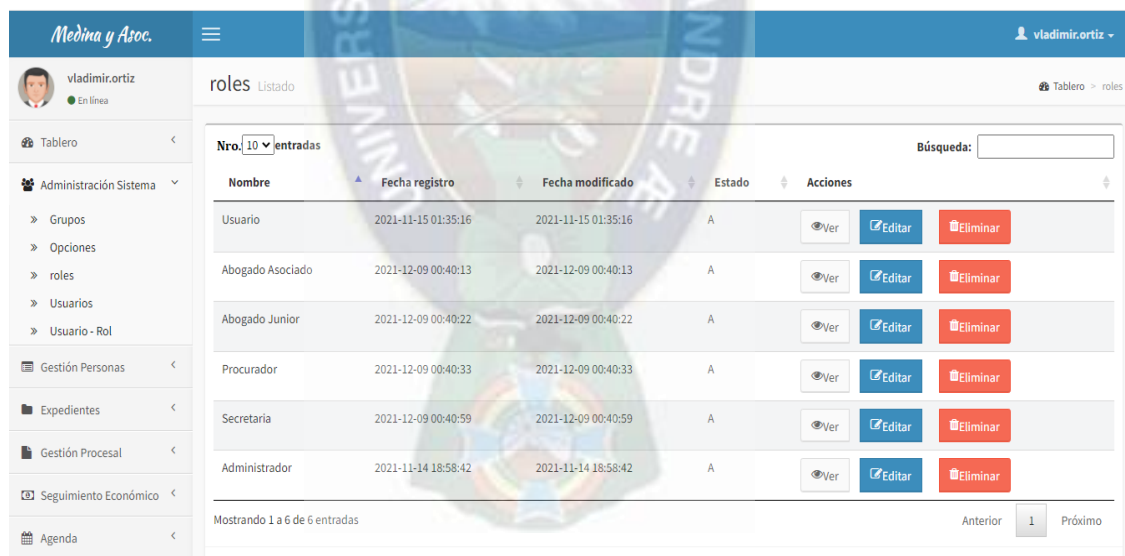 Medina y Asoc.
vladimir.ortiz
vladimir.ortiz
En línea
roles Listado
Tablero > roles
Tablero
Administración Sistema
» Grupos
» Opciones
» roles
» Usuarios
» Usuario - Rol
Gestión Personas
Expedientes
Gestión Procesal
Seguimiento Económico
Agenda
Nro. 10 entradas
Búsqueda:
Nombre Fecha registro Fecha modificado Estado Acciones
Usuario 2021-11-15 01:35:16 2021-11-15 01:35:16 A Ver Editar Eliminar
Abogado Asociado 2021-12-09 00:40:13 2021-12-09 00:40:13 A Ver Editar Eliminar
Abogado Junior 2021-12-09 00:40:22 2021-12-09 00:40:22 A Ver Editar Eliminar
Procurador 2021-12-09 00:40:33 2021-12-09 00:40:33 A Ver Editar Eliminar
Secretaria 2021-12-09 00:40:59 2021-12-09 00:40:59 A Ver Editar Eliminar
Administrador 2021-11-14 18:58:42 2021-11-14 18:58:42 A Ver Editar Eliminar
Mostrando 1 a 6 de 6 entradas
Anterior 1 Próximo
UNIVERS
NDRE